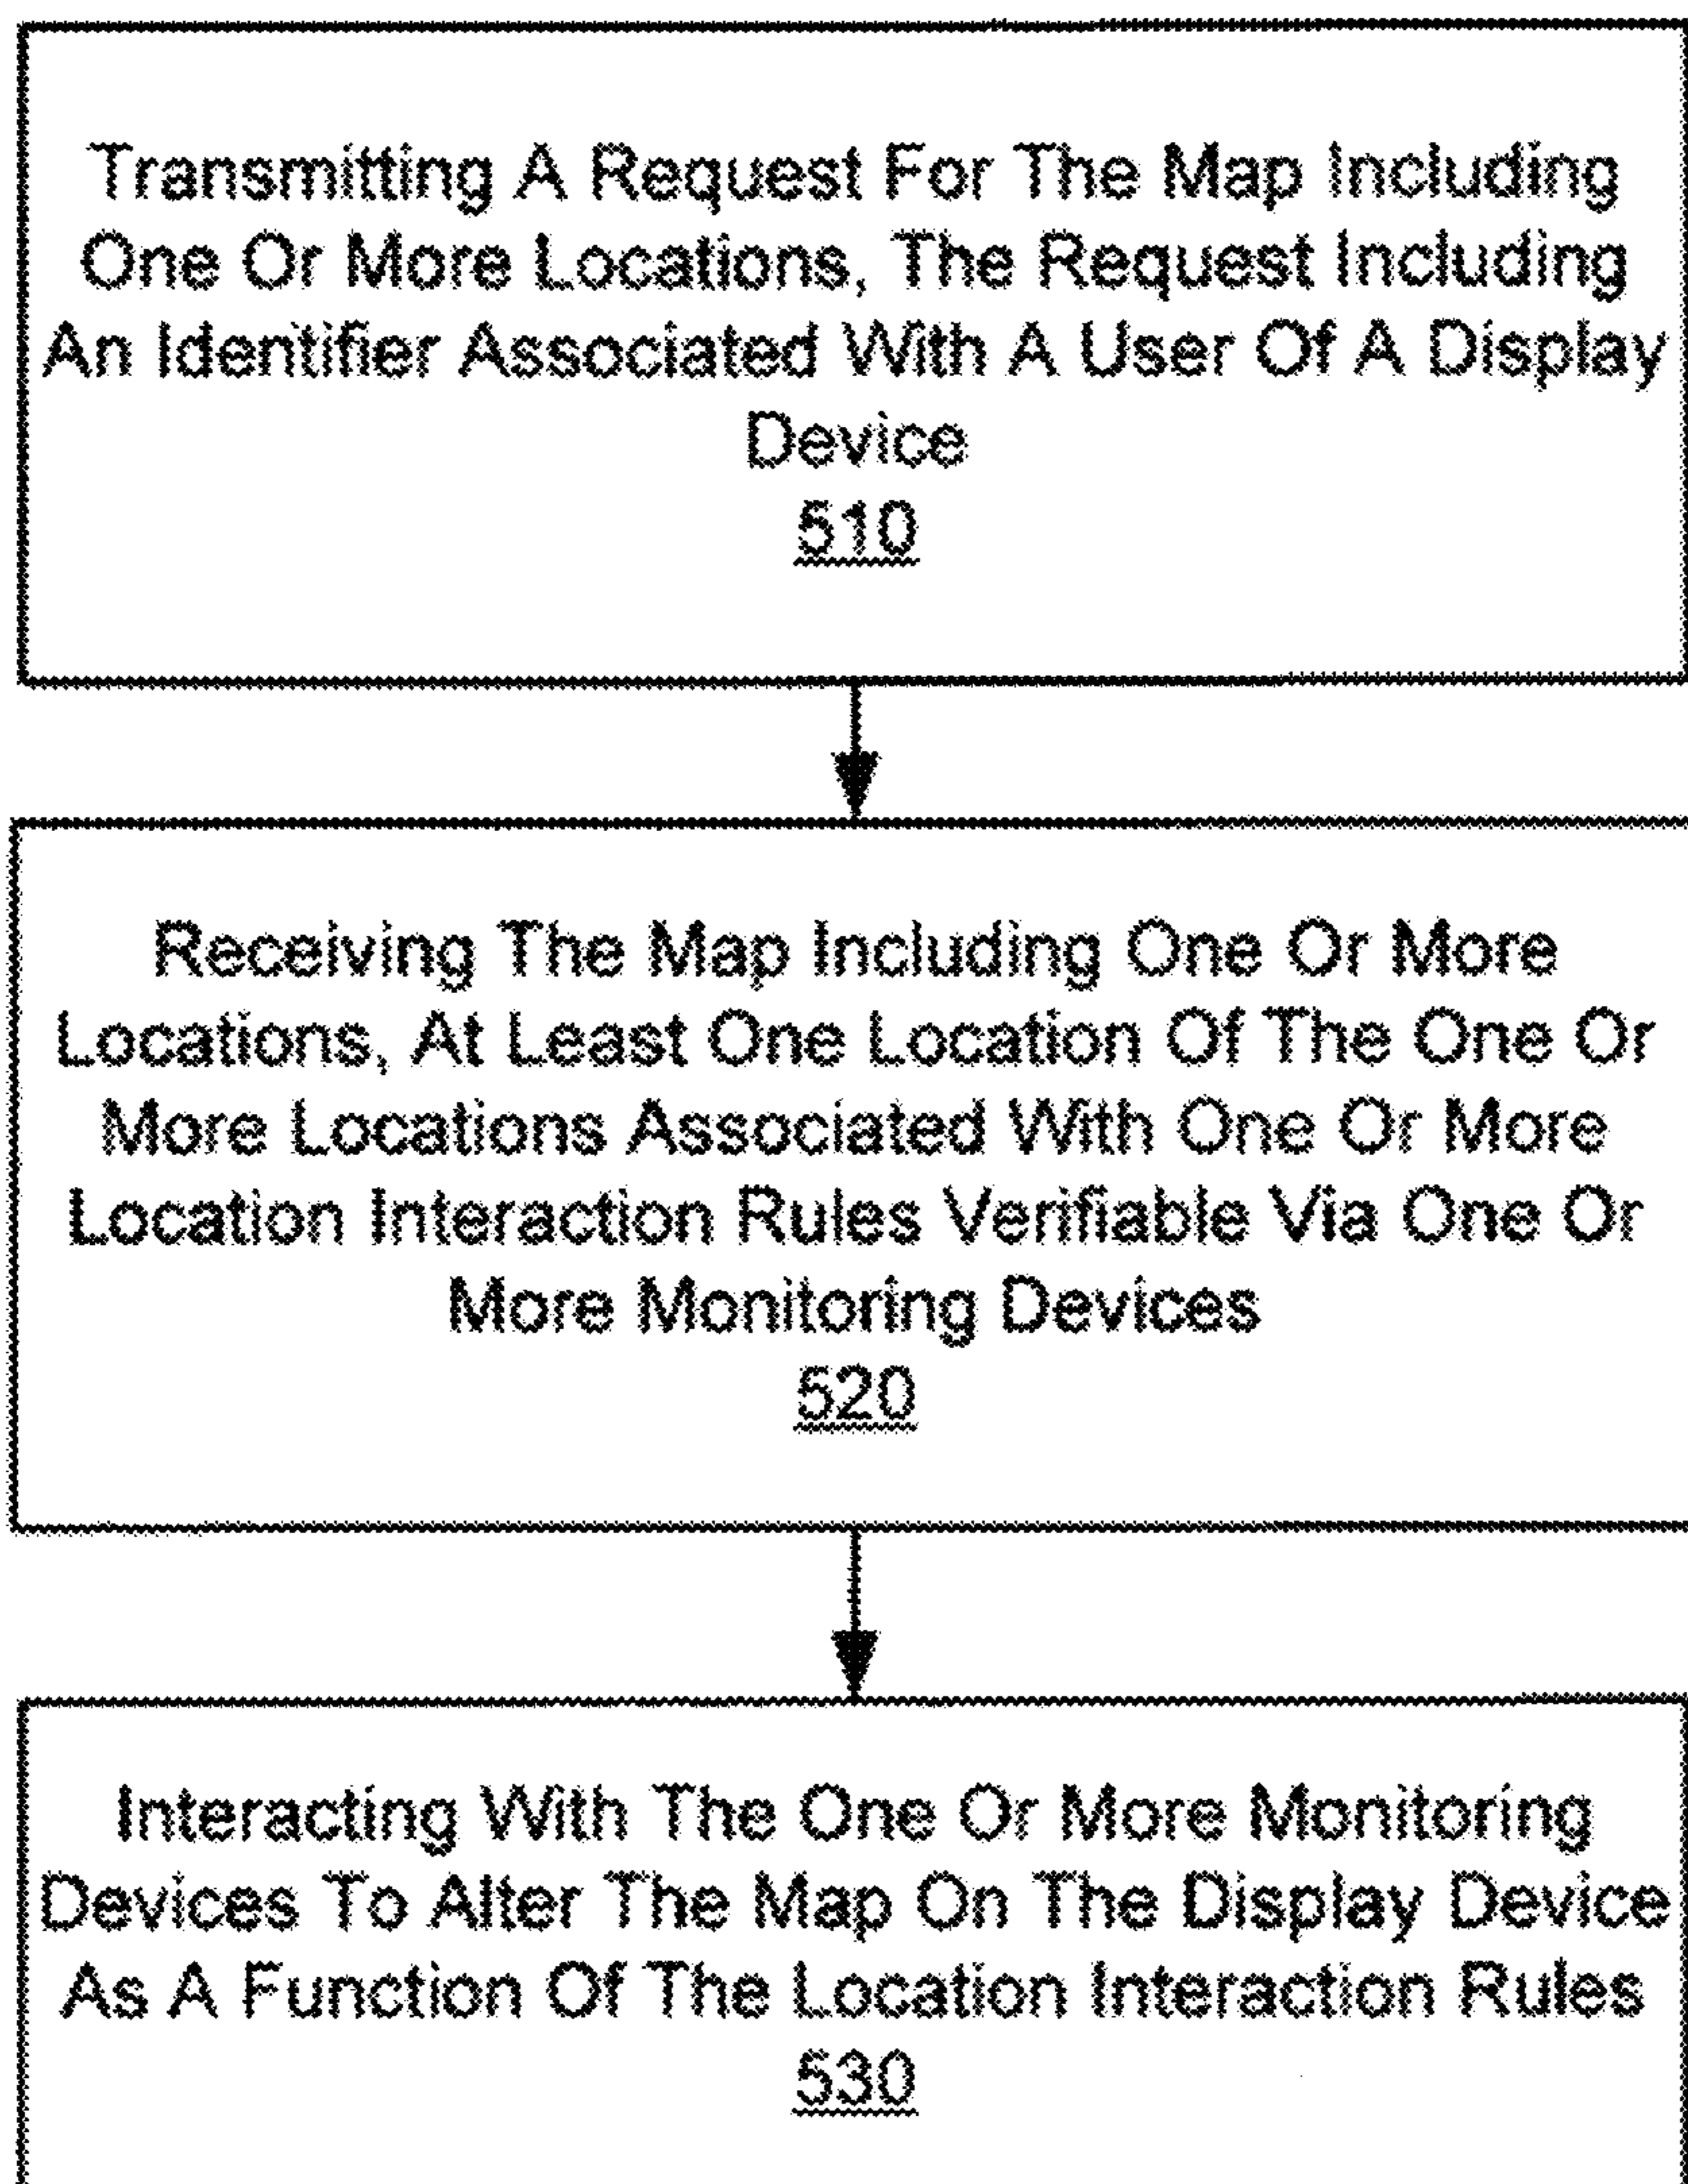 Transmitting A Request For The Map Including
One Or More Locations, The Request Including
An Identifier Associated With A User Of A Display
Device
510
Receiving The Map Including One Or More
Locations, At Least One Location Of The One Or
More Locations Associated With One Or More
Location Interaction Rules Verifiable Via One Or
More Monitoring Devices
520
Interacting With The One Or More Monitoring
Devices To Alter The Map On The Display Device
As A Function Of The Location Interaction Rules
530